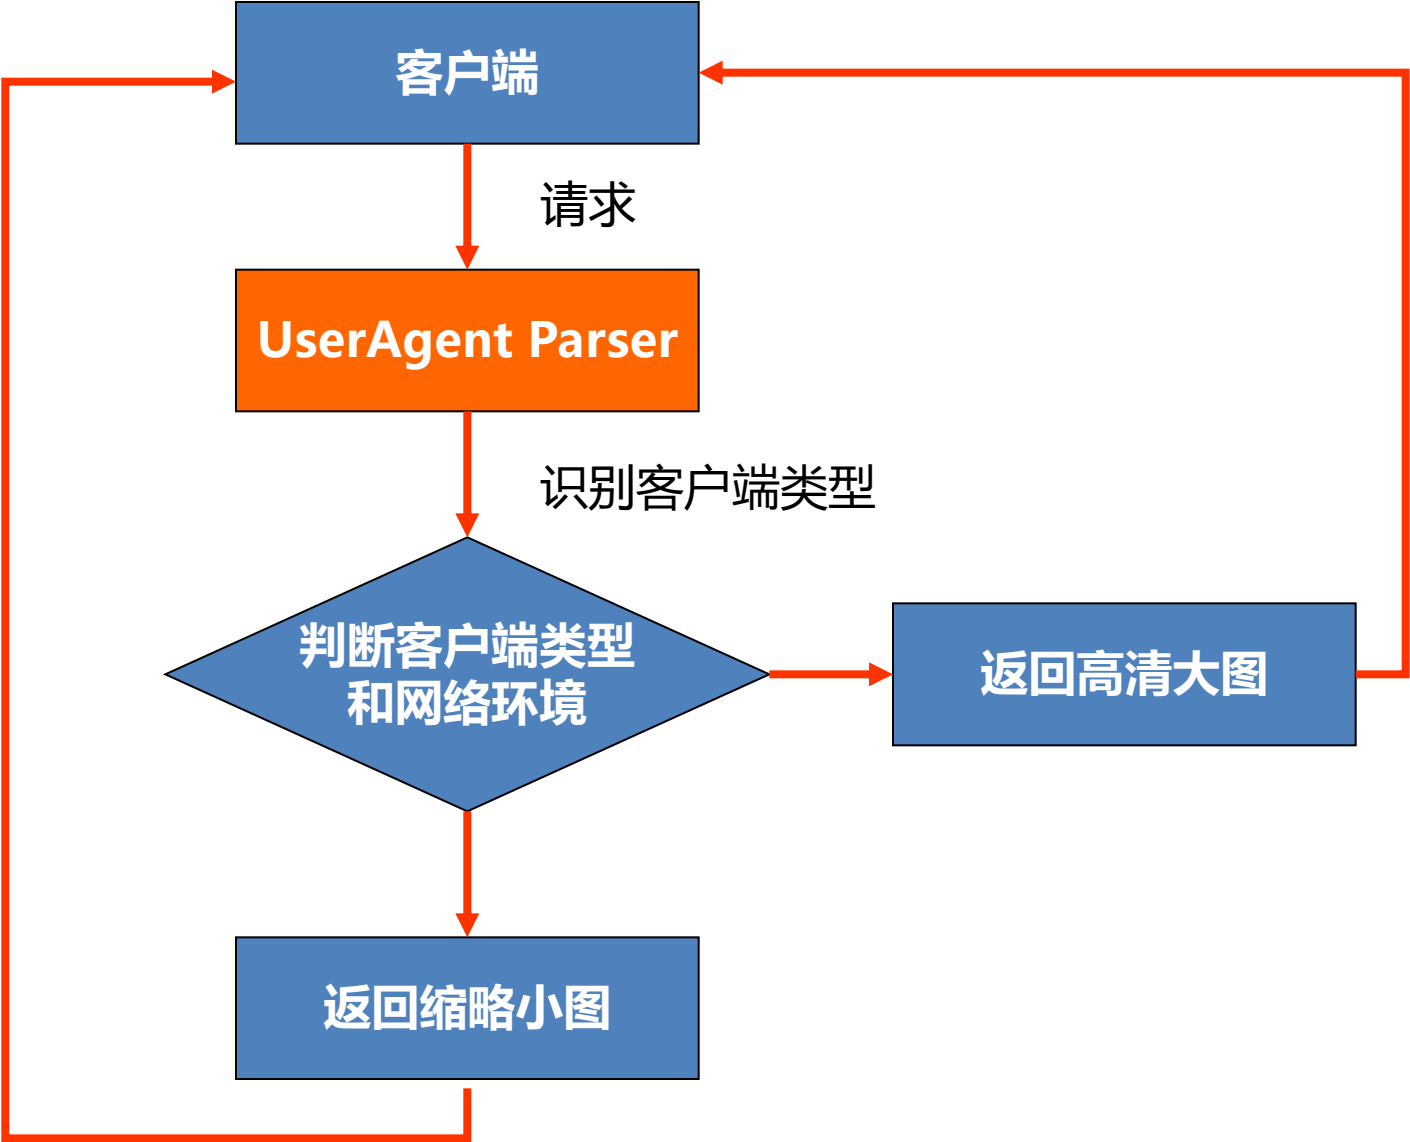 客户端
请求
UserAgent Parser
识别客户端类型
判断客户端类型
和网络环境
返回高清大图
返回缩略小图